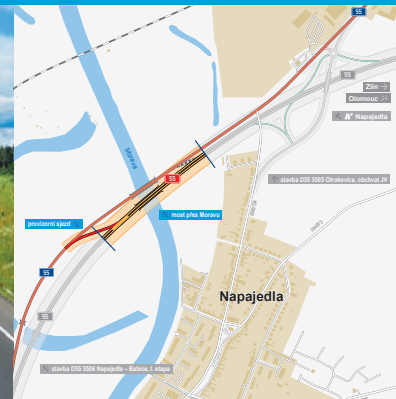 55
55
Zlín
Olomouc
Napajedla
Morava
55
stavba D55 5505 Otrokovice, obchvat JV
most přes Moravu
provizorní sjezd
55
Napajedla
55
stavba D55 5506 Napajedla – Babice, I. etapa